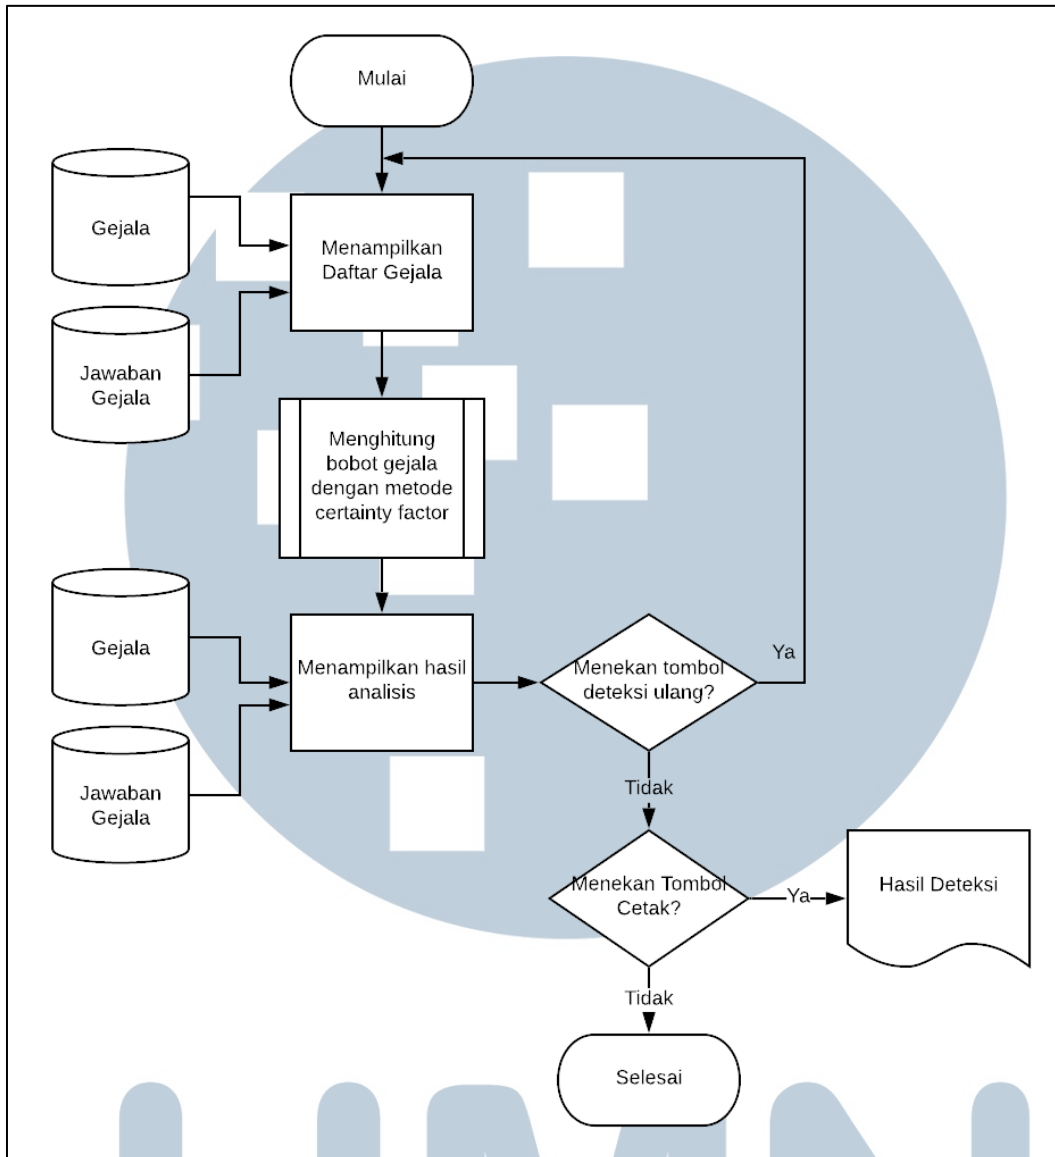 Mulai
Gejala
Menampilkan
Daftar Gejala
Jawaban
Gejala
Menghitung
bobot gejala
dengan metode
certainty factor
Gejala
Menampilkan hasil
analisis
Menekan tombol
deteksi ulang?
Ya
Jawaban
Gejala
Tidak
Menekan Tombol
Cetak?
Ya
Hasil Deteksi
Tidak
Selesai